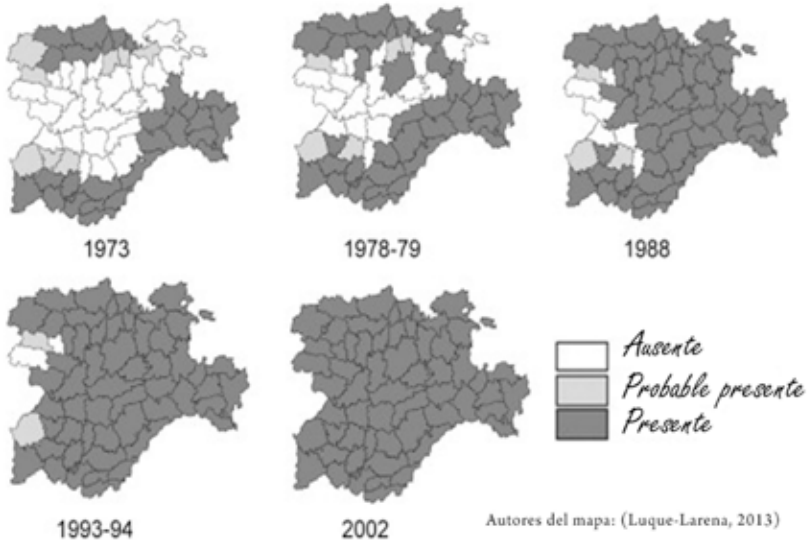 1973
1978-79
1988
1993-94
2002
Ausente
Probable presente
Presente
Autores del mapa: (Luque-Larena, 2013)